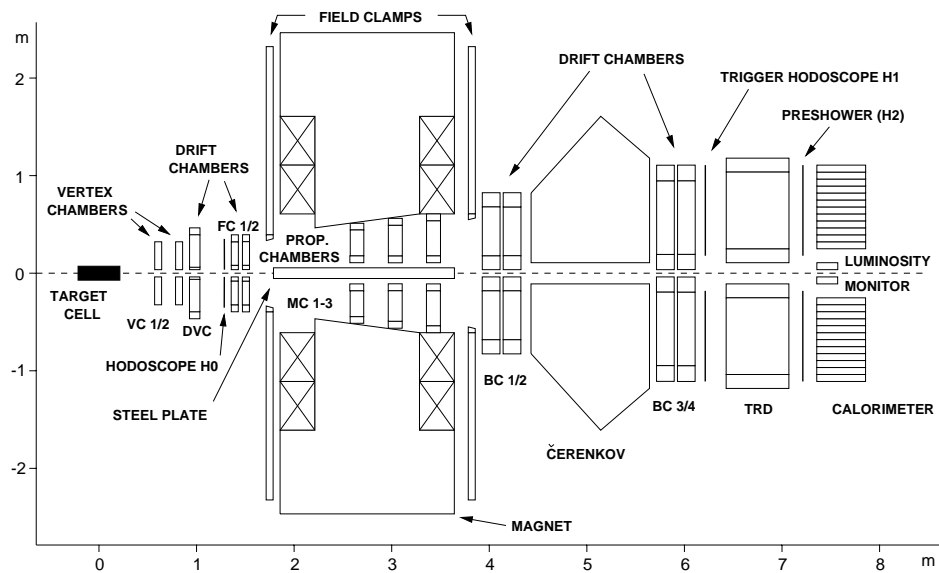 m
FIELD CLAMPS
2
DRIFT CHAMBERS
TRIGGER HODOSCOPE H1
PRESHOWER (H2)
DRIFT
CHAMBERS
1
VERTEX
CHAMBERS
FC 1/2
PROP.
CHAMBERS
0
LUMINOSITY
MONITOR
TARGET
CELL
MC 1-3
VC 1/2
DVC
HODOSCOPE H0
BC 1/2
-1
STEEL PLATE
BC 3/4
TRD
CALORIMETER
ČERENKOV
-2
MAGNET
0 1 2 3 4 5 6 7 8 m